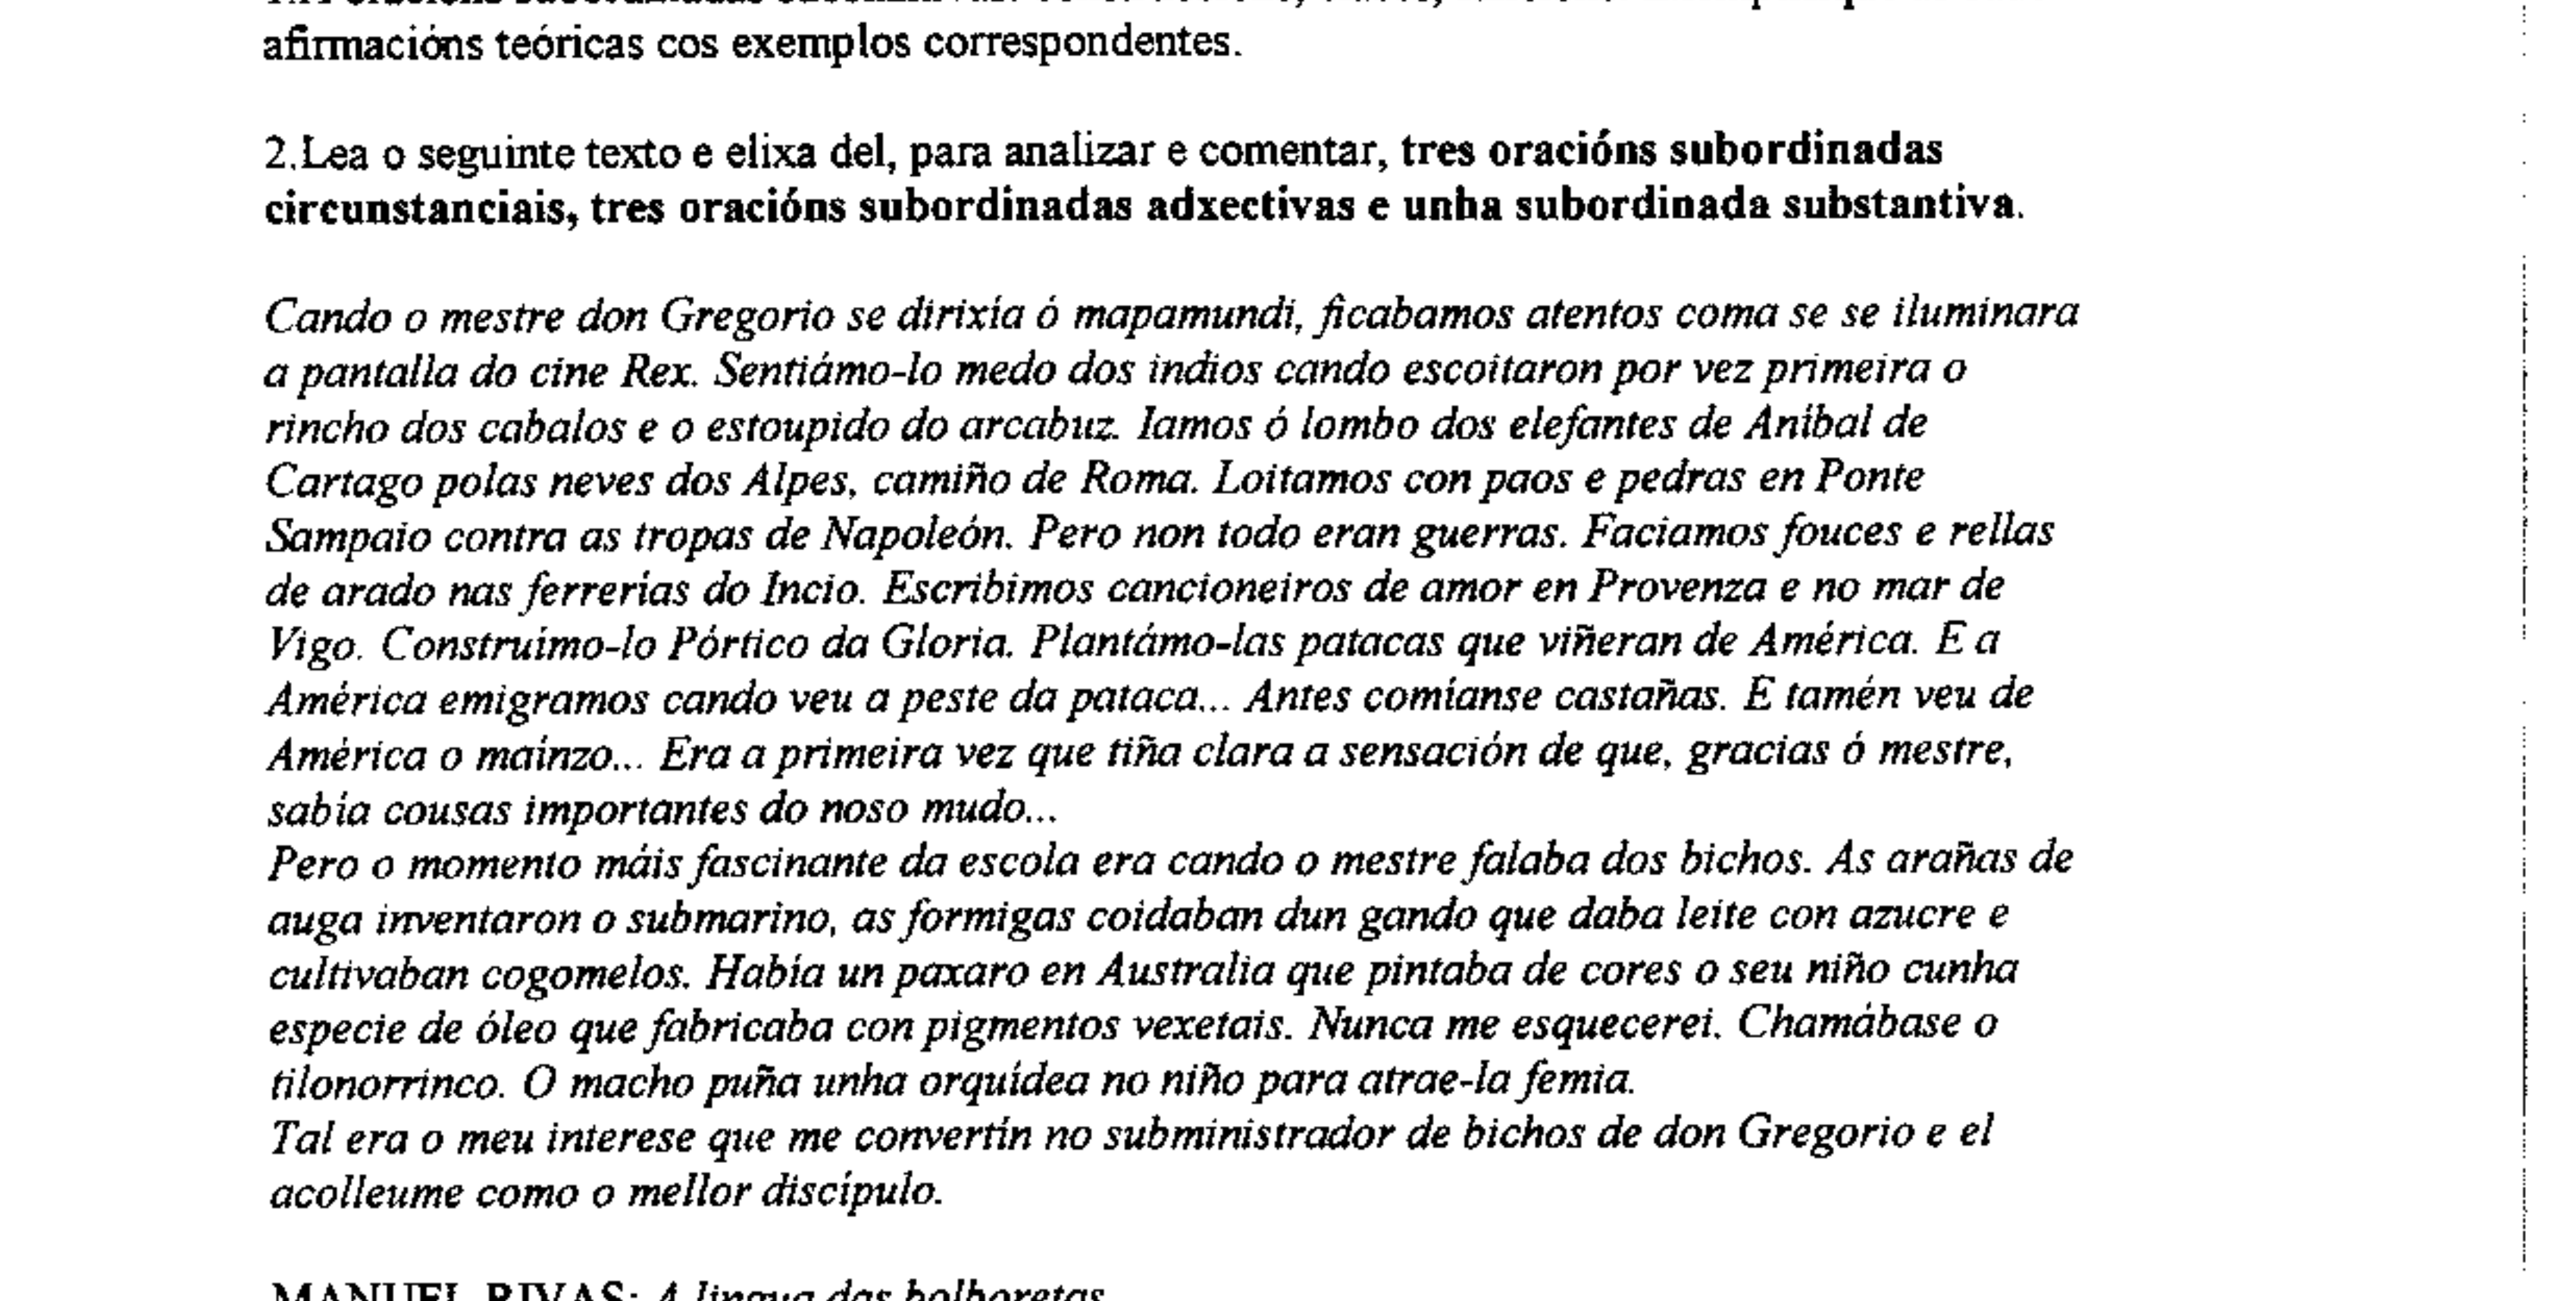 afirmacións teóricas cos exemplos correspondentes.
2.Lea o seguinte texto e elixa del, para analizar e comentar, tres oracións subordinadas
circunstanciais, tres oracións subordinadas adxectivas e unha subordinada substantiva.
Cando o mestre don Gregorio se dirixía ó mapamundi, ficabamos atentos coma se se iluminara
a pantalla do cine Rex. Sentiámo-lo medo dos indios cando escoitaron por vez primeira o
rincho dos cabalos e o estoupido do arcabuz. Iamos ó lombo dos elefantes de Aníbal de
Cartago polas neves dos Alpes, camiño de Roma. Loitamos con paos e pedras en Ponte
Sampaio contra as tropas de Napoleón. Pero non todo eran guerras. Faciamos fouces e rellas
de arado nas ferrerías do Incio. Escribimos cancioneiros de amor en Provenza e no mar de
Vigo. Construímo-lo Pórtico da Gloria. Plantámo-las patacas que viñeran de América. E a
América emigramos cando veu a peste da pataca... Antes comíanse castañas. E tamén veu de
América o maínzo... Era a primeira vez que tiña clara a sensación de que, gracias ó mestre,
sabía cousas importantes do noso mudo...
Pero o momento máis fascinante da escola era cando o mestre falaba dos bichos. As arañas de
auga inventaron o submarino, as formigas coidaban dun gando que daba leite con azucre e
cultivaban cogomelos. Había un paxaro en Australia que pintaba de cores o seu niño cunha
especie de óleo que fabricaba con pigmentos vexetais. Nunca me esquecerei. Chamábase o
tilonorrinco. O macho puña unha orquídea no niño para atrae-la femia.
Tal era o meu interese que me convertín no subministrador de bichos de don Gregorio e el
acolleume como o mellor discípulo.
MANUEL RIVAS: A lingua das bolboretas